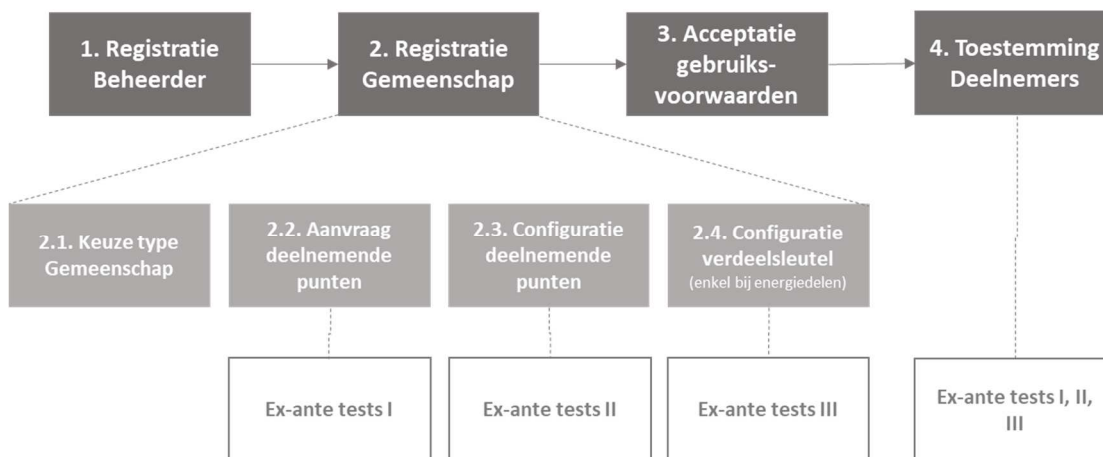 1. Registratie
Beheerder
2. Registratie
Gemeenschap
3. Acceptatie
gebruiks-
voorwaarden
4. Toestemming
Deelnemers
2.1. Keuze type
Gemeenschap
2.2. Aanvraag
deelnemende
punten
2.3. Configuratie
deelnemende
punten
2.4. Configuratie
verdeelsleutel
(enkel bij energiedelen)
Ex-ante tests I
Ex-ante tests II
Ex-ante tests III
Ex-ante tests I, II,
III